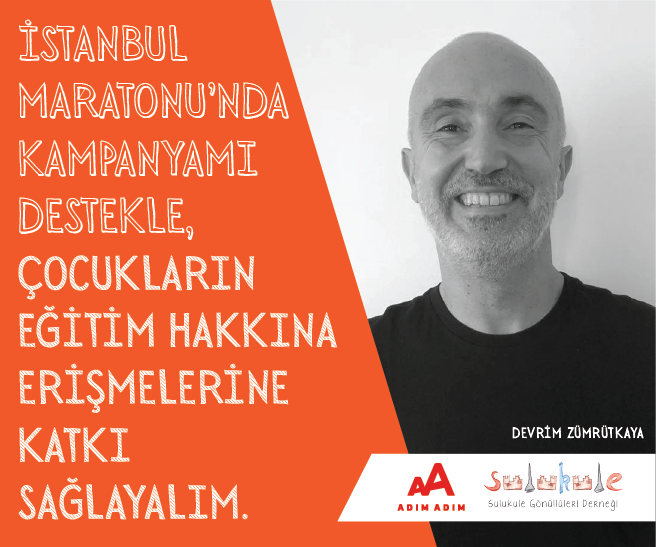 İSTANBUL
MARATONU'NDA
KAMPANYAMI
DESTEKLE,
ÇOCUKLARIN
EĞİTİM HAKKINA
ERİŞMELERİNE
KATKI
SAĞLAYALIM.
DEVRİM ZÜMRÜTKAYA
AA
ADIM ADIM
Sulukule
Sulukule Gönüllüleri Derneği